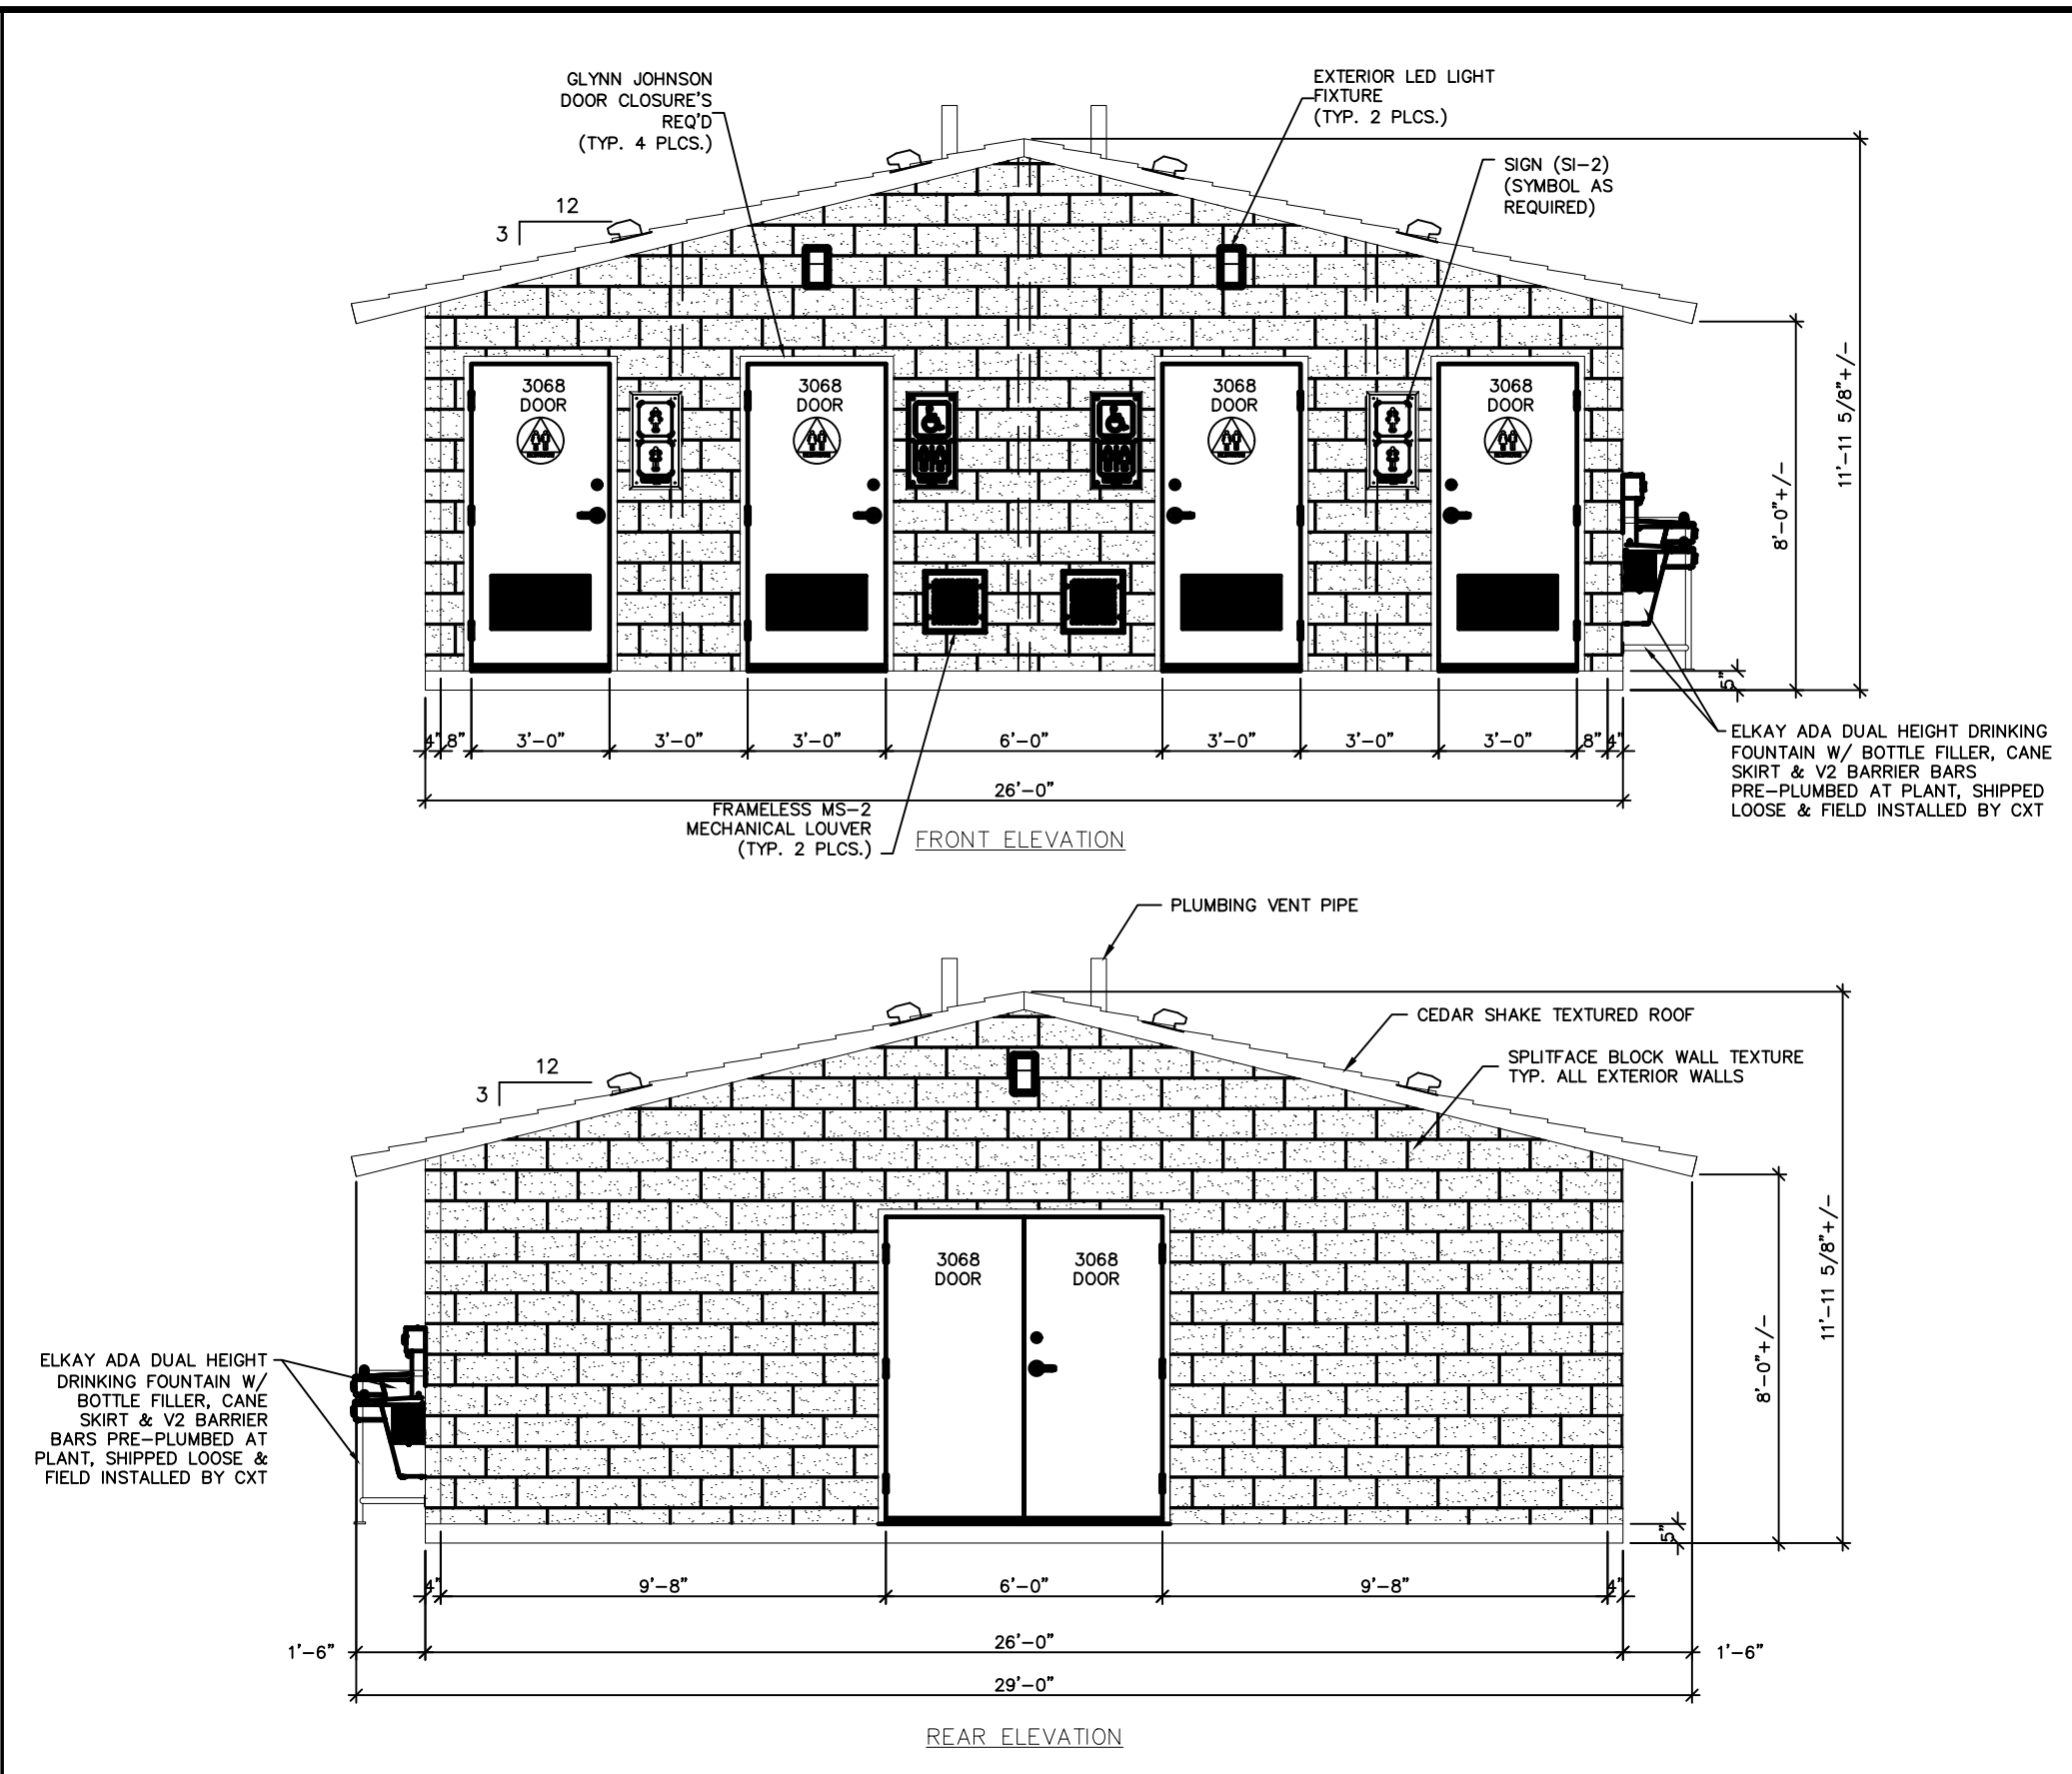 GLYNN JOHNSON
DOOR CLOSURE'S
REQ'D
(TYP. 4 PLCS.)
EXTERIOR LED LIGHT
FIXTURE
(TYP. 2 PLCS.)
SIGN (SI-2)
(SYMBOL AS
REQUIRED)
12
3
3068
DOOR
3068
DOOR
3068
DOOR
3068
DOOR
11'-11 5/8"+/-
8'-0"+/-
5"
4"
8"
3'-0"
3'-0"
3'-0"
6'-0"
3'-0"
3'-0"
3'-0"
8"
4"
26'-0"
ELKAY ADA DUAL HEIGHT DRINKING
FOUNTAIN W/ BOTTLE FILLER, CANE
SKIRT & V2 BARRIER BARS
PRE-PLUMBED AT PLANT, SHIPPED
LOOSE & FIELD INSTALLED BY CXT
FRAMELESS MS-2
MECHANICAL LOUVER
(TYP. 2 PLCS.)
FRONT ELEVATION
PLUMBING VENT PIPE
CEDAR SHAKE TEXTURED ROOF
SPLITFACE BLOCK WALL TEXTURE
TYP. ALL EXTERIOR WALLS
12
3
3068
DOOR
3068
DOOR
11'-11 5/8"+/-
8'-0"+/-
5"
ELKAY ADA DUAL HEIGHT
DRINKING FOUNTAIN W/
BOTTLE FILLER, CANE
SKIRT & V2 BARRIER
BARS PRE-PLUMBED AT
PLANT, SHIPPED LOOSE &
FIELD INSTALLED BY CXT
4"
9'-8"
6'-0"
9'-8"
4"
1'-6"
26'-0"
1'-6"
29'-0"
REAR ELEVATION